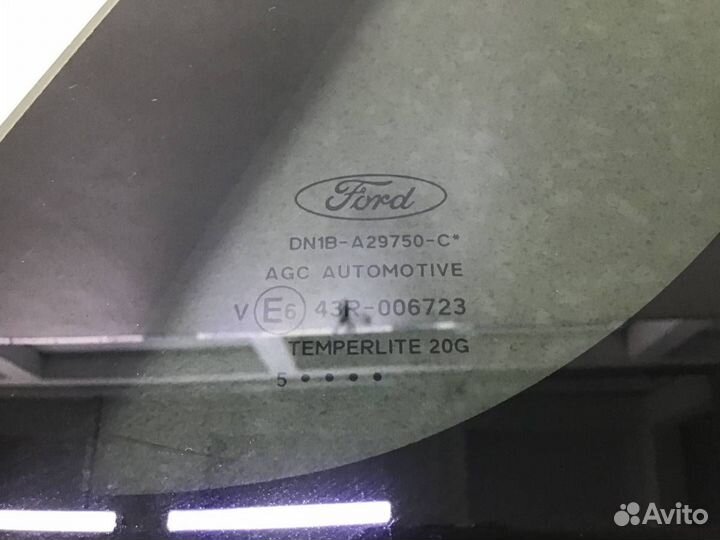 Ford
DN1B-A29750-C*
AGC AUTOMOTIVE
V E6 43R-006723
TEMPERLITE 20G
5 • • • •
Avito